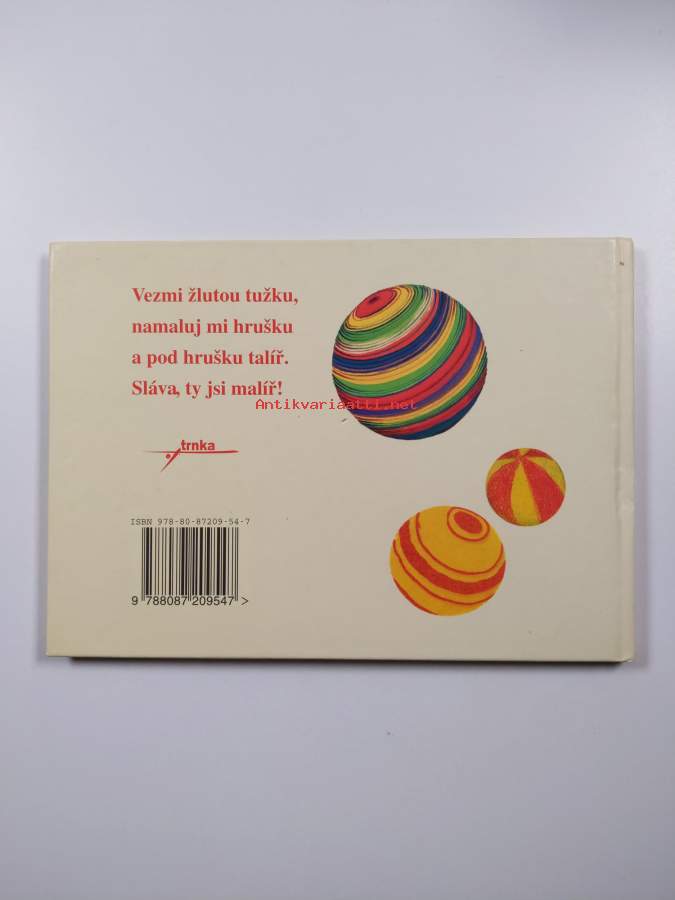 Vezmi žlutou tužku,
namaluj mi hrušku
a pod hrušku talíř.
Sláva, ty jsi malíř!
Antikvariaatti.net
trnka
ISBN 978-80-87209-54-7
9 788087 209547 >